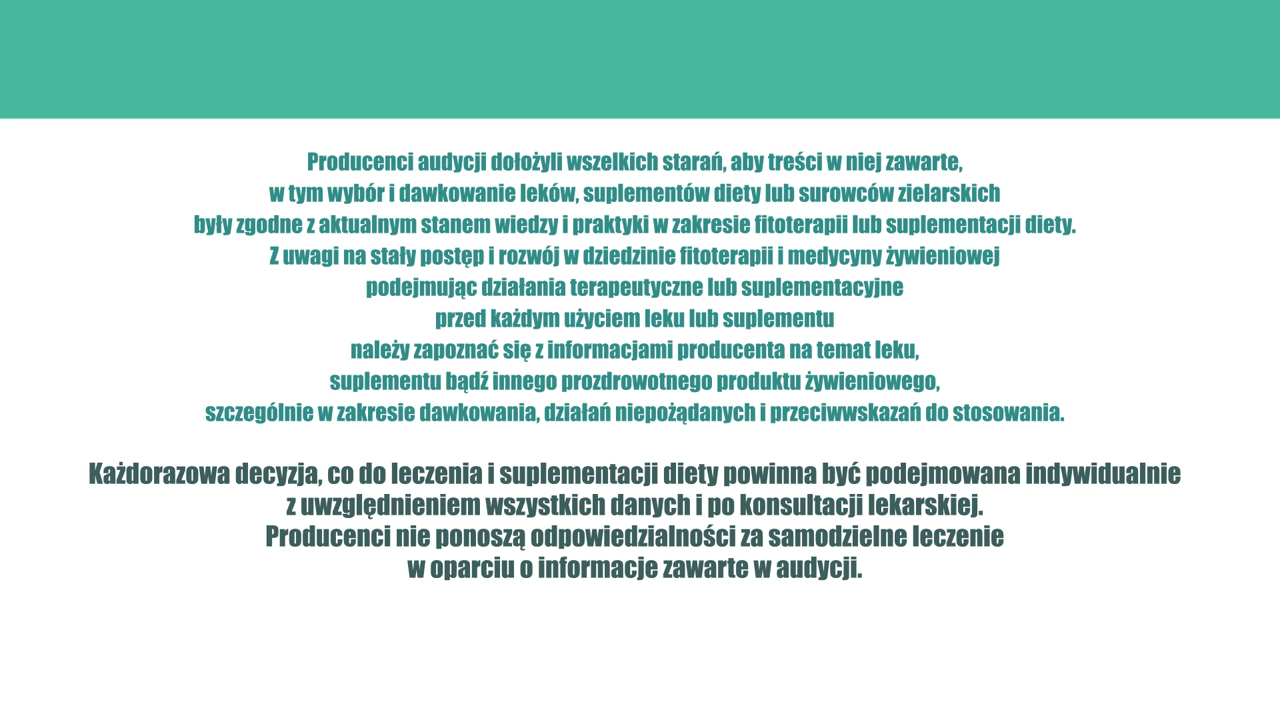 Producenci audycji dołożyli wszelkich starań, aby treści w niej zawarte,
w tym wybór i dawkowanie leków, suplementów diety lub surowców zielarskich
były zgodne z aktualnym stanem wiedzy i praktyki w zakresie fitoterapii lub suplementacji diety.
Z uwagi na stały postęp i rozwój w dziedzinie fitoterapii i medycyny żywieniowej
podejmując działania terapeutyczne lub suplementacyjne
przed każdym użyciem leku lub suplementu
należy zapoznać się z informacjami producenta na temat leku,
suplementu bądź innego prozdrowotnego produktu żywieniowego,
szczególnie w zakresie dawkowania, działań niepożądanych i przeciwwskazań do stosowania.
Każdorazowa decyzja, co do leczenia i suplementacji diety powinna być podejmowana indywidualnie
z uwzględnieniem wszystkich danych i po konsultacji lekarskiej.
Producenci nie ponoszą odpowiedzialności za samodzielne leczenie
w oparciu o informacje zawarte w audycji.